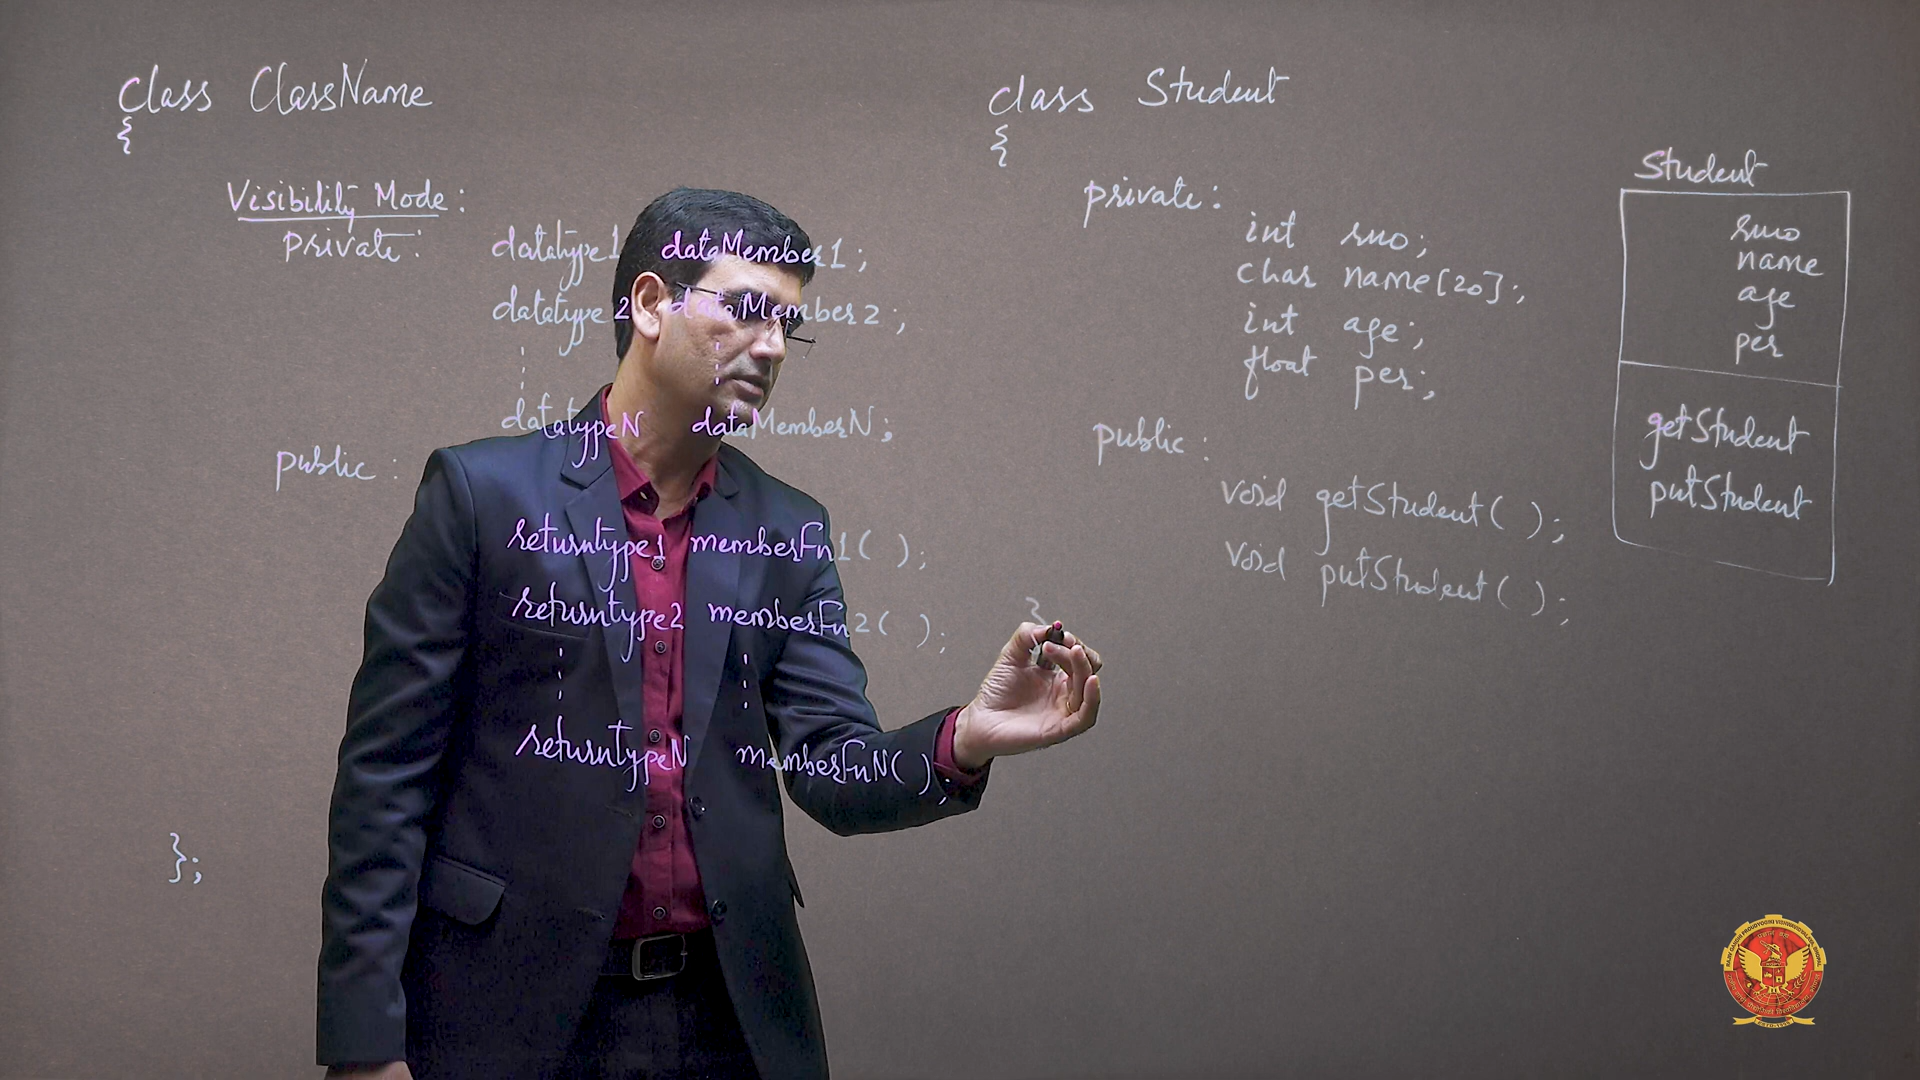 Class ClassName
{
Visibility Mode :
private :
datatype1 dataMember1 ;
datatype2 dataMember2 ;
datatypeN dataMemberN ;
public :
returntype1 memberFn1( );
returntype2 memberFn2( );
returntypeN memberFnN( );
};
class Student
{
private :
int rno;
char name[20];
int age;
float per;
public :
void getStudent( );
void putStudent( );
}
Student
rno
name
age
per
getStudent
putStudent